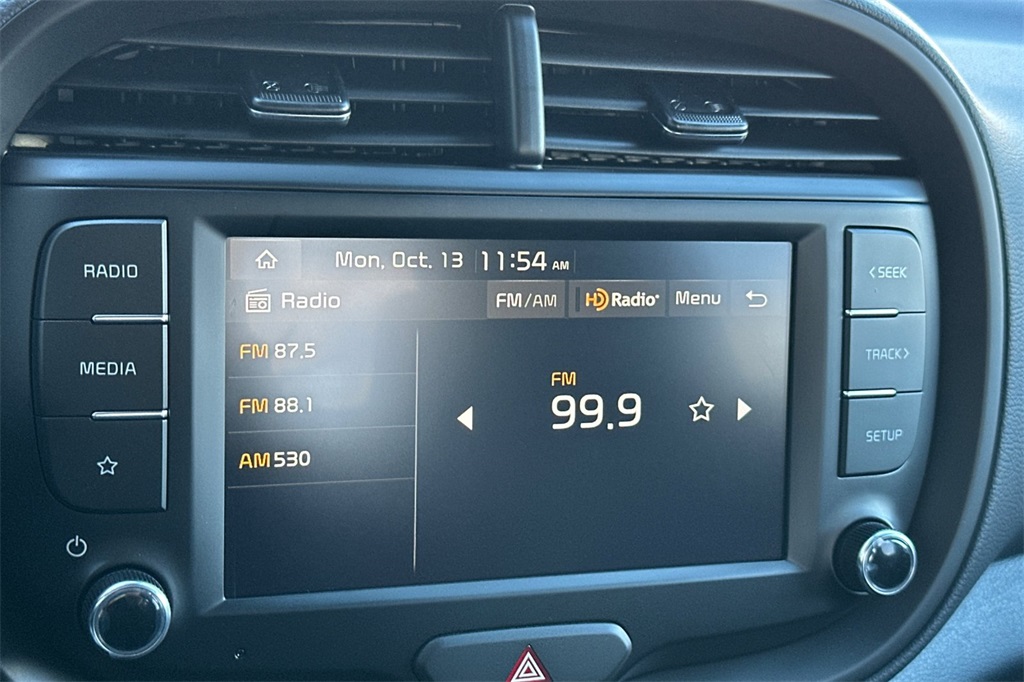 Mon, Oct. 13 11:54 AM
Radio FM/AM HD Radio Menu
FM 87.5
FM 88.1
AM 530
FM
99.9
RADIO
MEDIA
<SEEK
TRACK>
SETUP